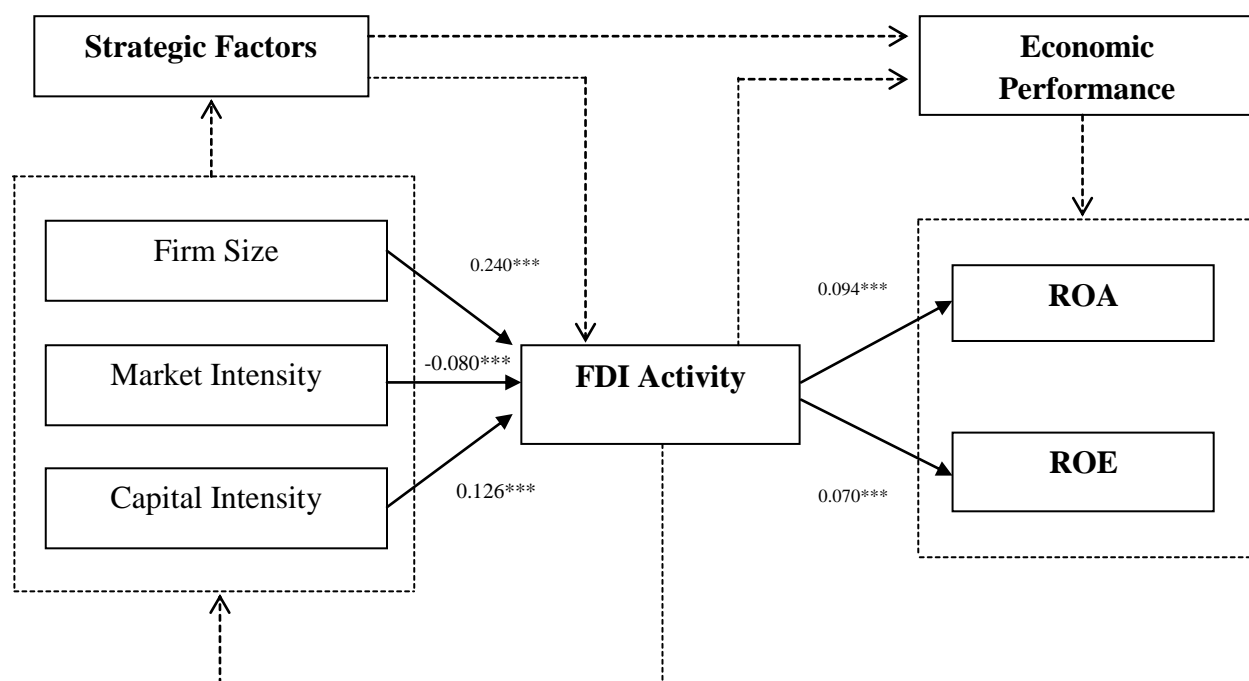 Strategic Factors
Economic
Performance
Firm Size
0.240***
0.094***
ROA
Market Intensity
-0.080***
FDI Activity
Capital Intensity
0.126***
0.070***
ROE